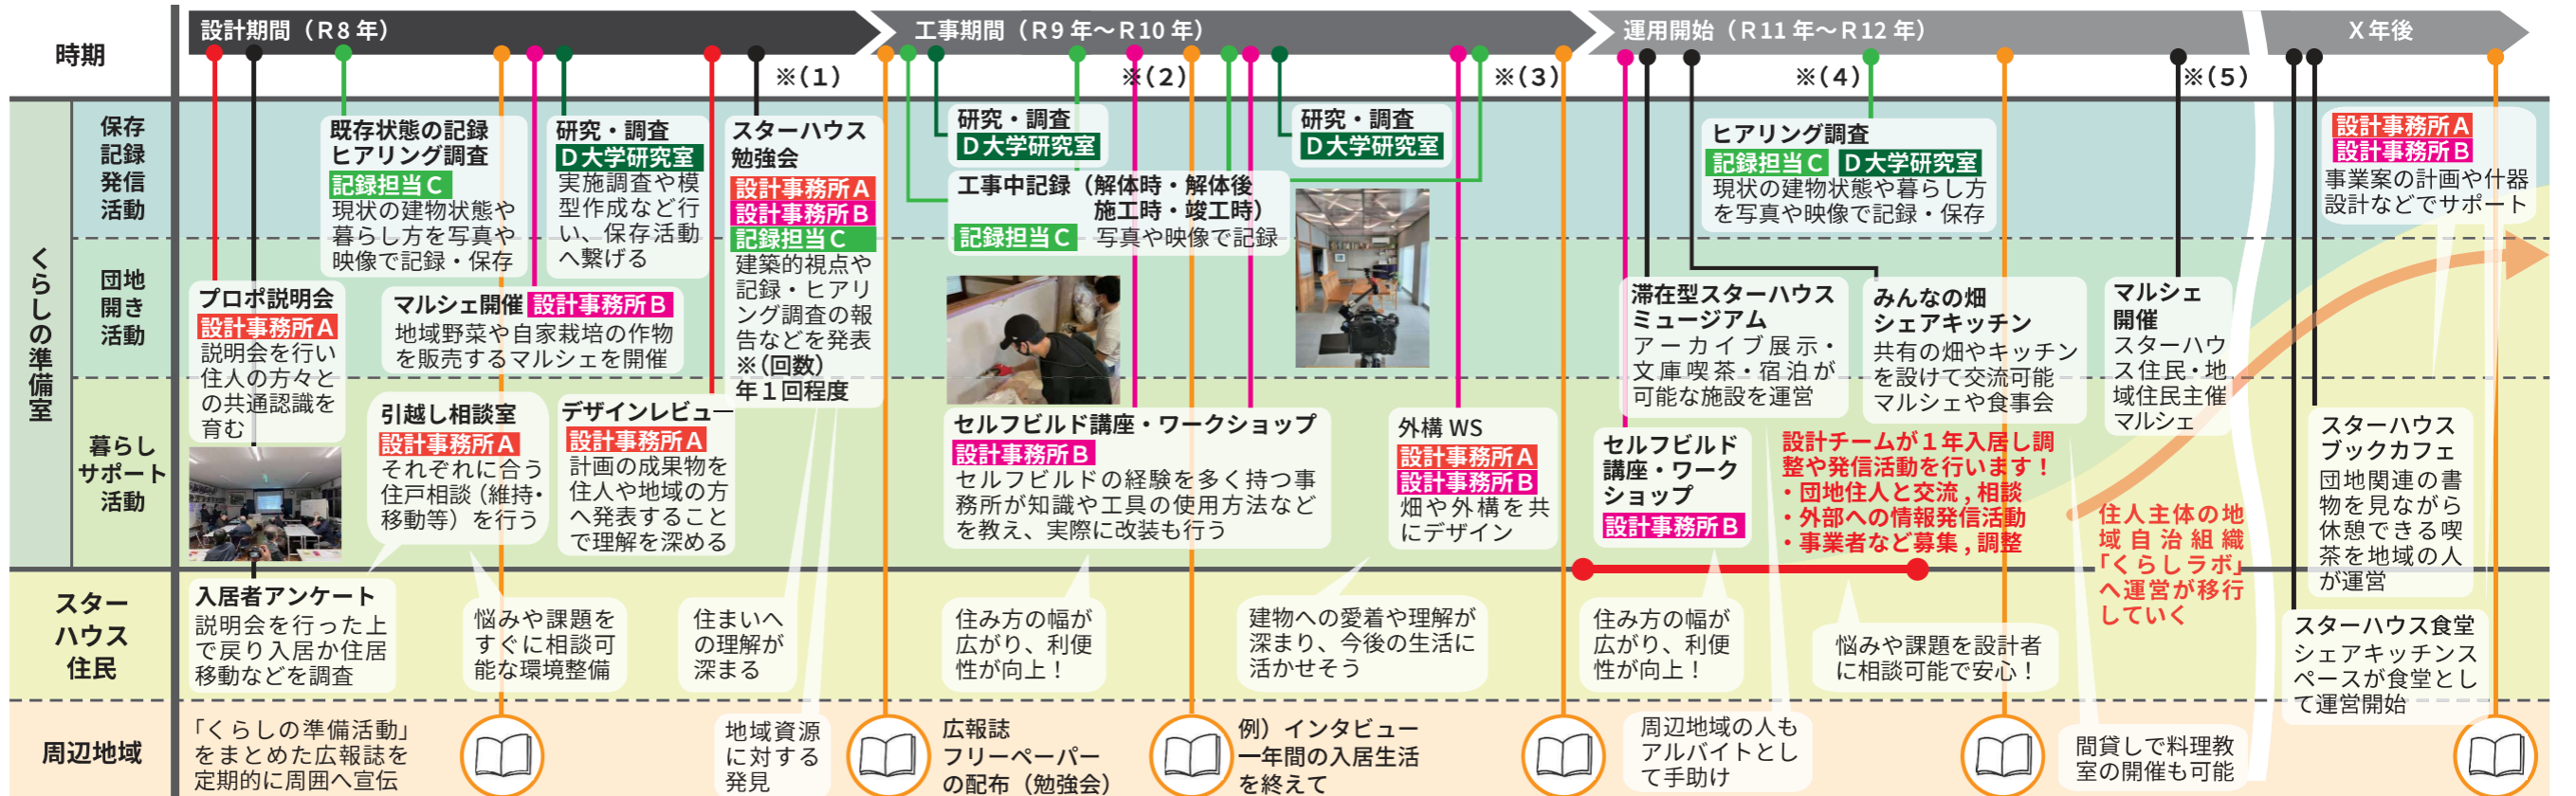 時期
設計期間（R8年）
工事期間（R9年～R10年）
運用開始（R11年～R12年）
X年後
※（1）
※（2）
※（3）
※（4）
※（5）
くらしの準備室
保存
記録
発信
活動
団地
開き
活動
暮らし
サポート
活動
スター
ハウス
住民
周辺地域
プロポ説明会
設計事務所A
説明会を行い
住人の方々と
の共通認識を
育む
既存状態の記録
ヒアリング調査
記録担当C
現状の建物状態や
暮らし方を写真や
映像で記録・保存
研究・調査
D大学研究室
実施調査や模
型作成など行
い、保存活動
へ繋げる
マルシェ開催 設計事務所B
地域野菜や自家栽培の作物
を販売するマルシェを開催
引越し相談室
設計事務所A
それぞれに合う
住戸相談（維持・
移動等）を行う
デザインレビュー
設計事務所A
計画の成果物を
住人や地域の方
へ発表すること
で理解を深める
スターハウス
勉強会
設計事務所A
設計事務所B
記録担当C
建築的視点や
記録・ヒアリ
ング調査の報
告などを発表
※（回数）
年１回程度
入居者アンケート
説明会を行った上
で戻り入居か住居
移動などを調査
悩みや課題を
すぐに相談可
能な環境整備
住まいへ
の理解が
深まる
「くらしの準備活動」
をまとめた広報誌を
定期的に周囲へ宣伝
地域資源
に対する
発見
研究・調査
D大学研究室
工事中記録（解体時・解体後
施工時・竣工時）
記録担当C 写真や映像で記録
研究・調査
D大学研究室
セルフビルド講座・ワークショップ
設計事務所B
セルフビルドの経験を多く持つ事
務所が知識や工具の使用方法など
を教え、実際に改装も行う
外構WS
設計事務所A
設計事務所B
畑や外構を共
にデザイン
住み方の幅が
広がり、利便
性が向上！
建物への愛着や理解が
深まり、今後の生活に
活かせそう
広報誌
フリーペーパー
の配布（勉強会）
例）インタビュー
一年間の入居生活
を終えて
ヒアリング調査
記録担当C D大学研究室
現状の建物状態や暮らし方
を写真や映像で記録・保存
滞在型スターハウス
ミュージアム
アーカイブ展示・
文庫喫茶・宿泊が
可能な施設を運営
みんなの畑
シェアキッチン
共有の畑やキッチン
を設けて交流可能
マルシェや食事会
マルシェ
開催
スターハウ
ス住民・地
域住民主催
マルシェ
セルフビルド
講座・ワーク
ショップ
設計事務所B
設計チームが１年入居し調
整や発信活動を行います！
・団地住人と交流，相談
・外部への情報発信活動
・事業者など募集，調整
住人主体の地
域自治組織
「くらしラボ」
へ運営が移行
していく
住み方の幅が
広がり、利便
性が向上！
悩みや課題を設計者
に相談可能で安心！
周辺地域の人も
アルバイトとし
て手助け
間貸しで料理教
室の開催も可能
設計事務所A
設計事務所B
事業案の計画や什器
設計などでサポート
スターハウス
ブックカフェ
団地関連の書
物を見ながら
休憩できる喫
茶を地域の人
が運営
スターハウス食堂
シェアキッチンス
ペースが食堂とし
て運営開始